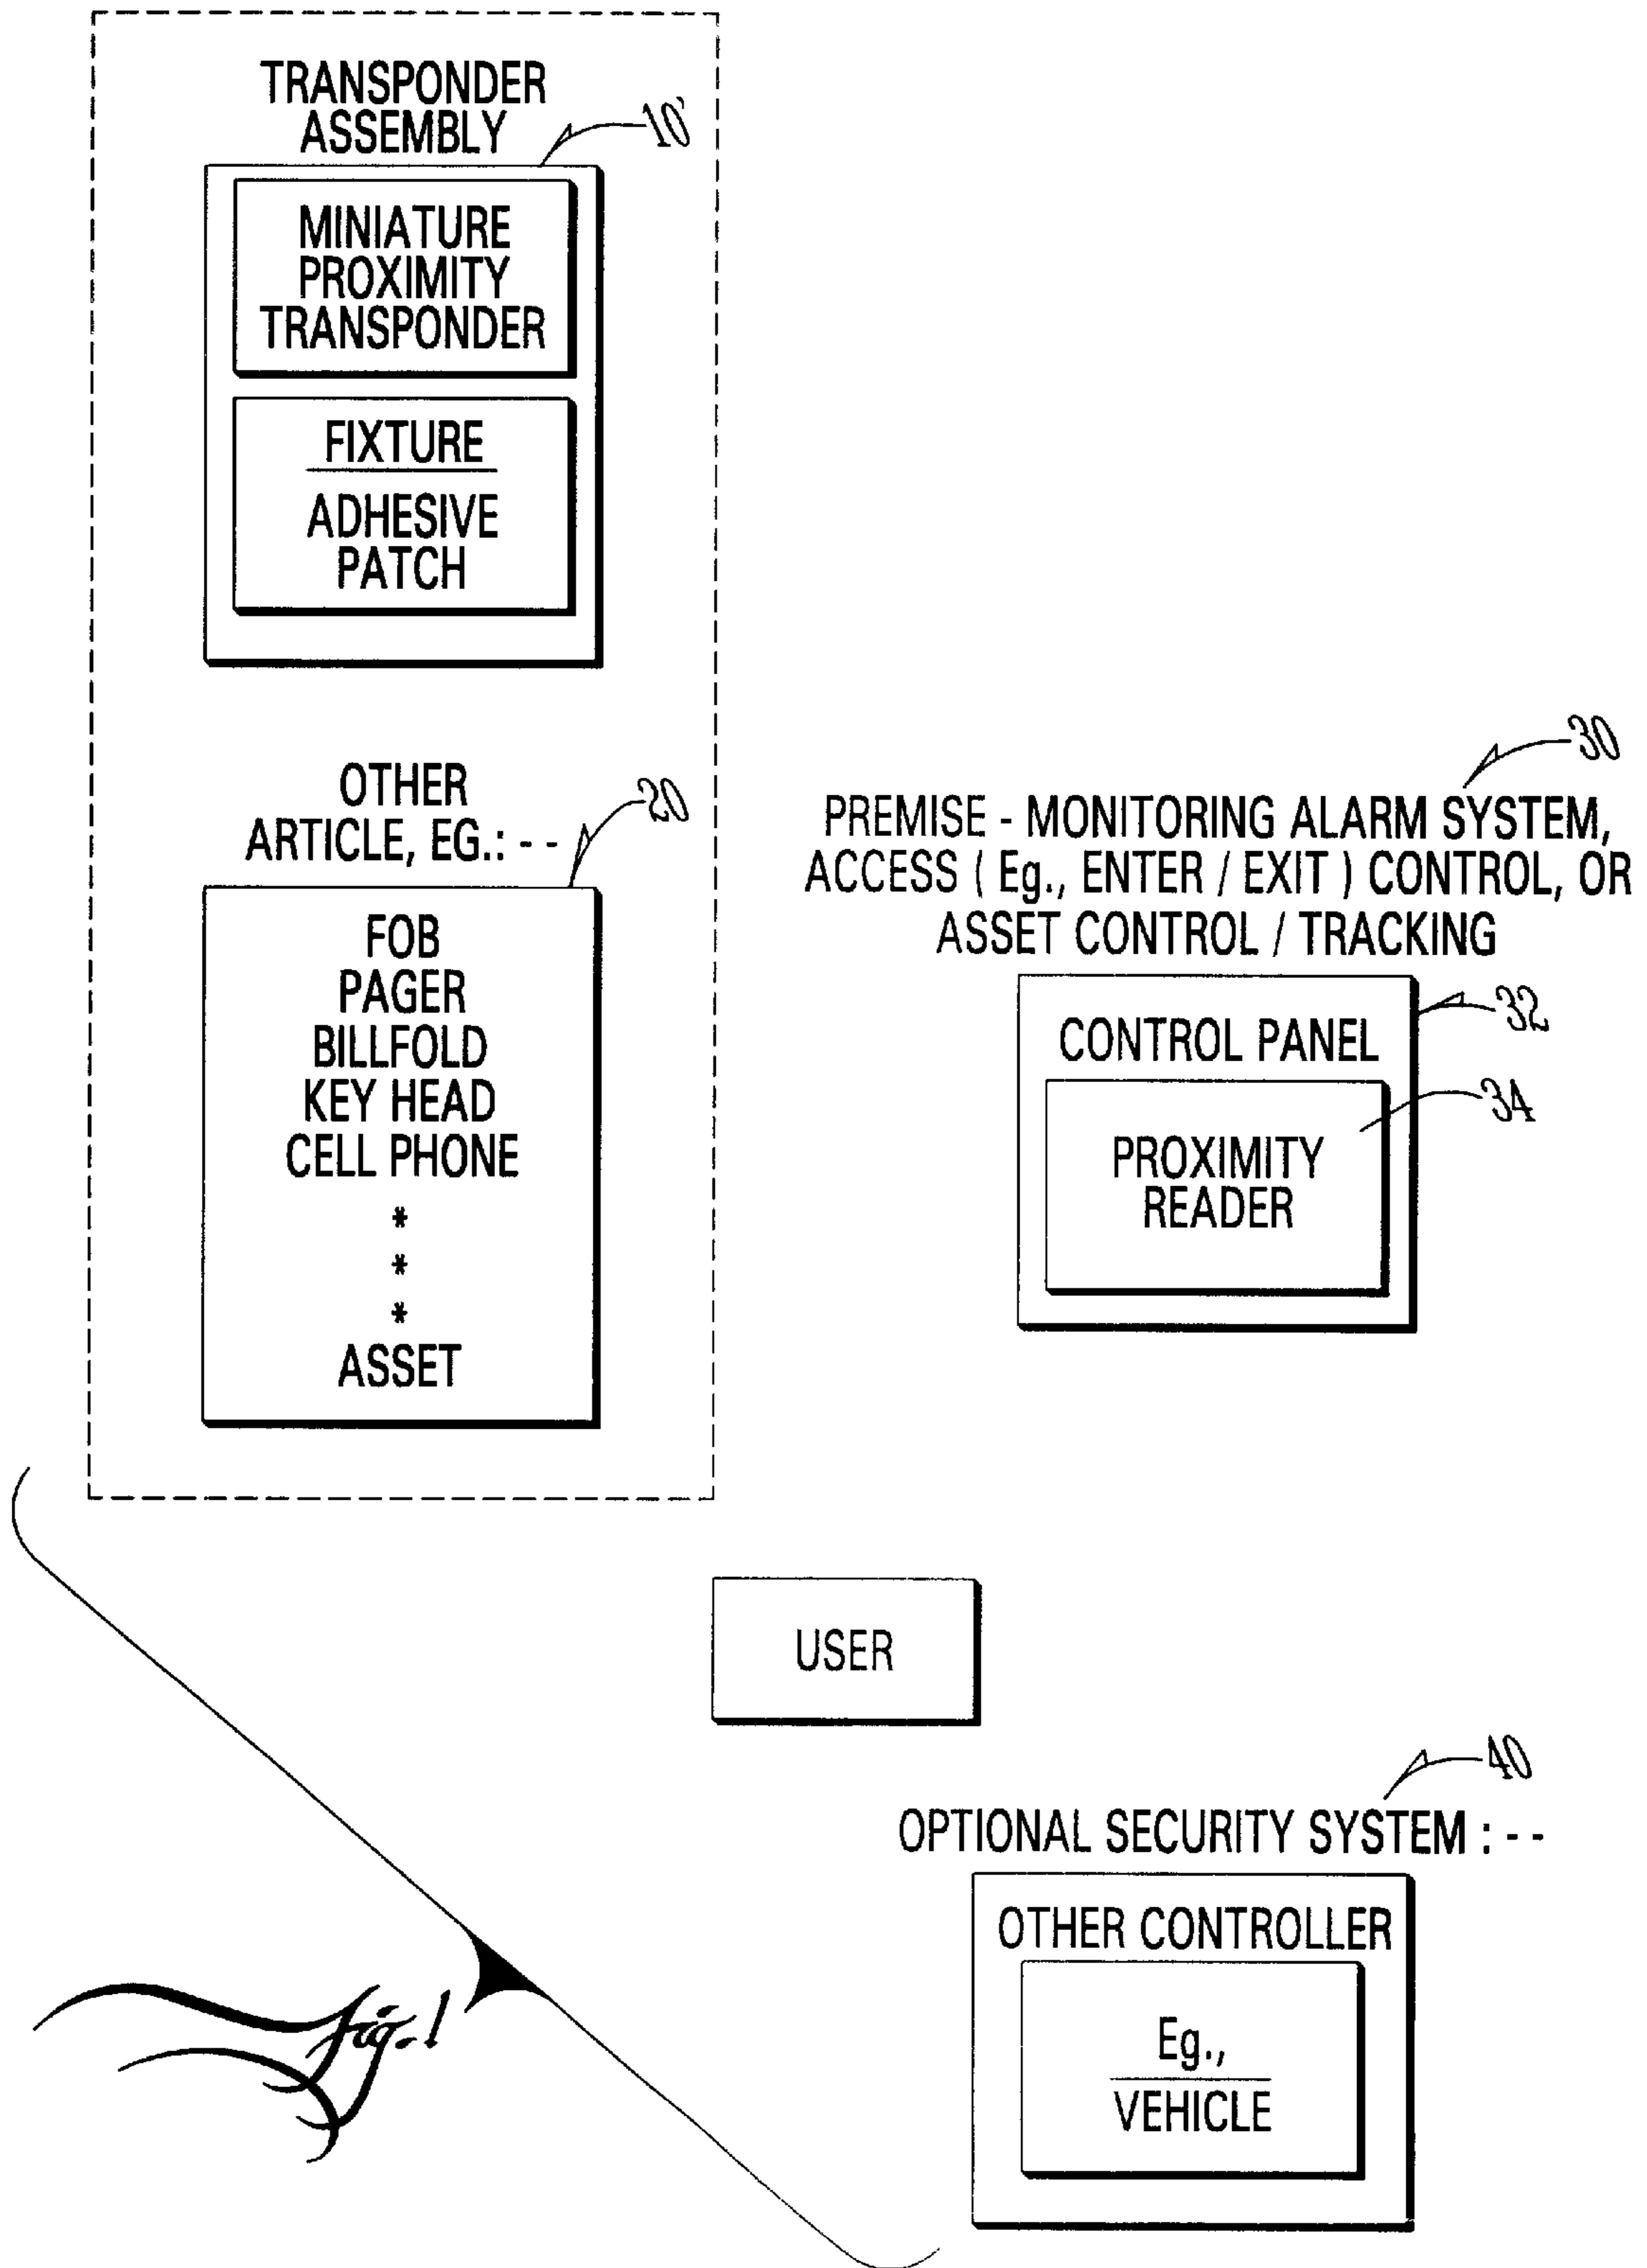 TRANSPONDER
ASSEMBLY
10'
MINIATURE
PROXIMITY
TRANSPONDER
FIXTURE
ADHESIVE
PATCH
OTHER
ARTICLE, EG.: - -
20
FOB
PAGER
BILLFOLD
KEY HEAD
CELL PHONE
*
*
*
ASSET
30
PREMISE - MONITORING ALARM SYSTEM,
ACCESS ( Eg., ENTER / EXIT ) CONTROL, OR
ASSET CONTROL / TRACKING
32
CONTROL PANEL
34
PROXIMITY
READER
USER
40
OPTIONAL SECURITY SYSTEM : - -
OTHER CONTROLLER
Eg.,
VEHICLE
fig. 1